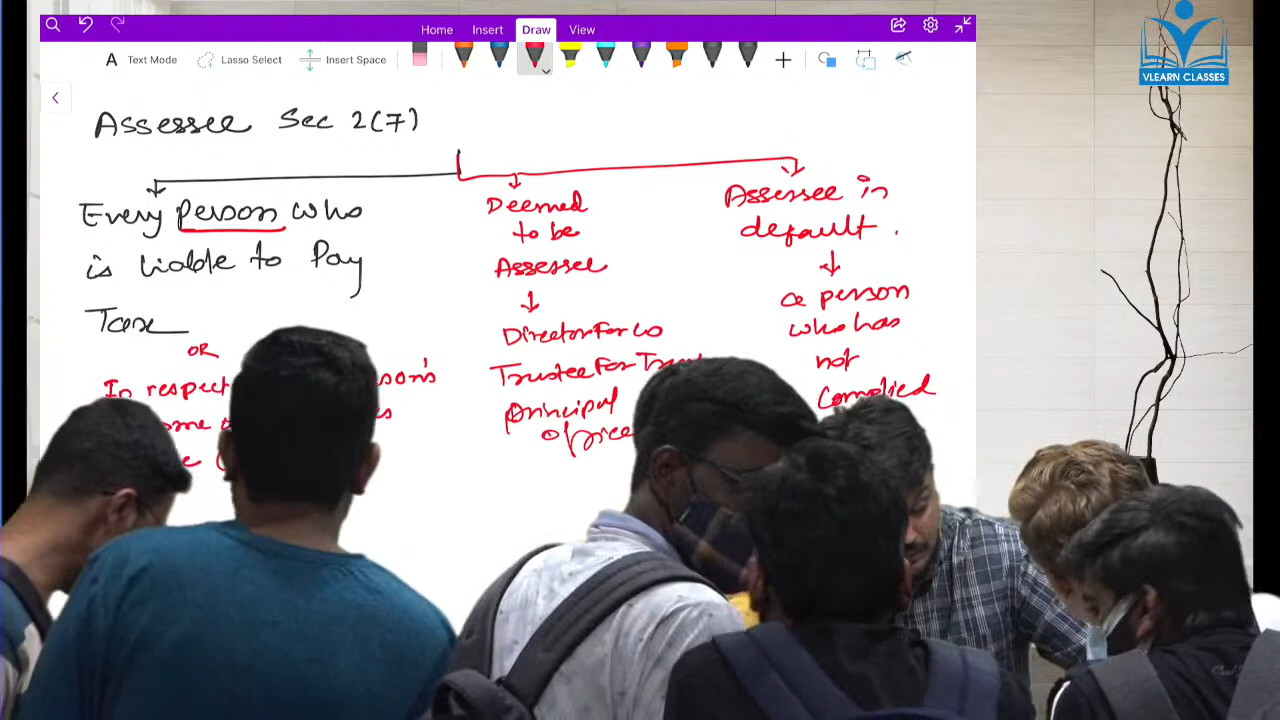 Home Insert Draw View
VLEARN CLASSES
Text Mode Lasso Select Insert Space
Assessee Sec 2(7)
Every person who
is liable to Pay
Tax
OR
In respect
Deemed
to be
Assessee
Director For Co
Trustee For
Principal
Assessee in
default.
a person
who has
not
Complied